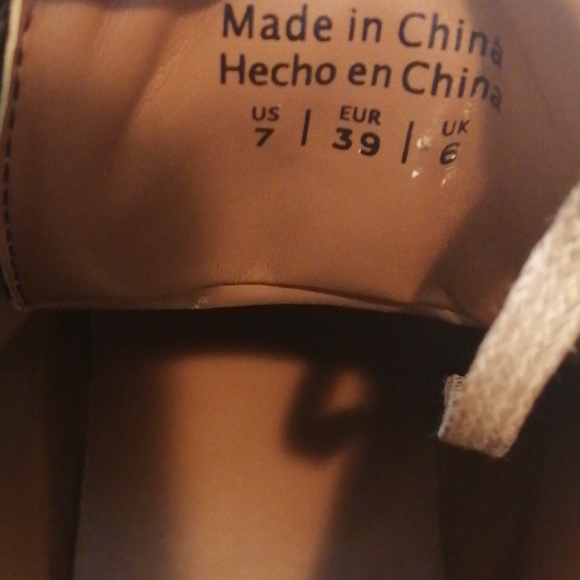 Made in China
Hecho en China
US | EUR | UK
7 | 39 | 6